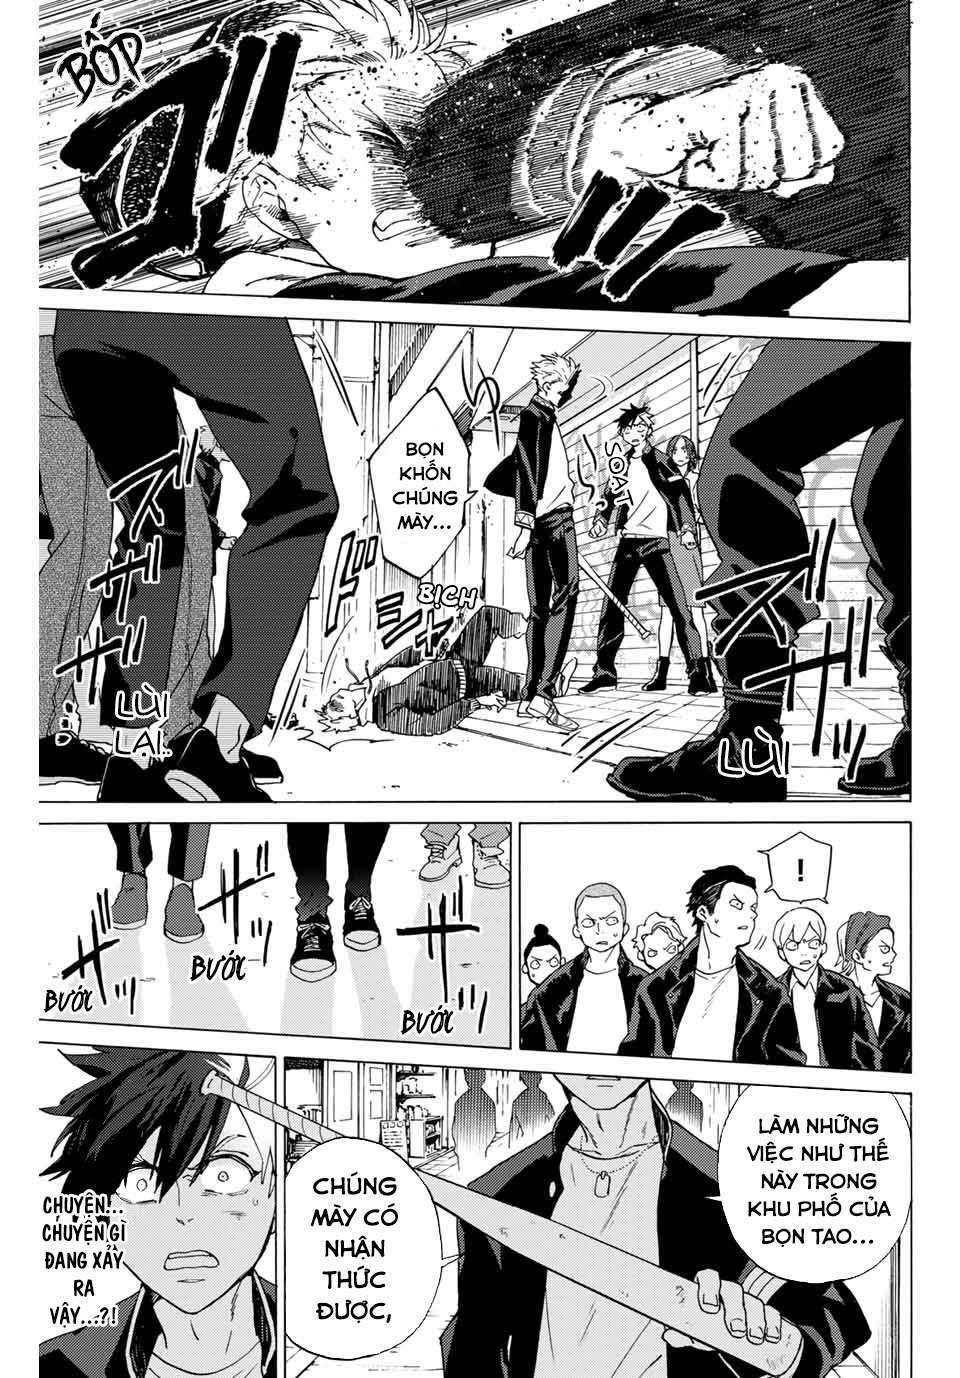 BỐP
BỌN
KHỐN
CHÚNG
MÀY...
SOẠT
BỊCH
LÙI
LẠI..
LÙI
!
BƯỚC
BƯỚC
BƯỚC
LÀM NHỮNG
VIỆC NHƯ THẾ
NÀY TRONG
KHU PHỐ CỦA
BỌN TAO...
CHÚNG
MÀY CÓ
NHẬN
THỨC
ĐƯỢC,
CHUYỆN...
CHUYỆN GÌ
ĐANG XẢY
RA
VẬY...?!